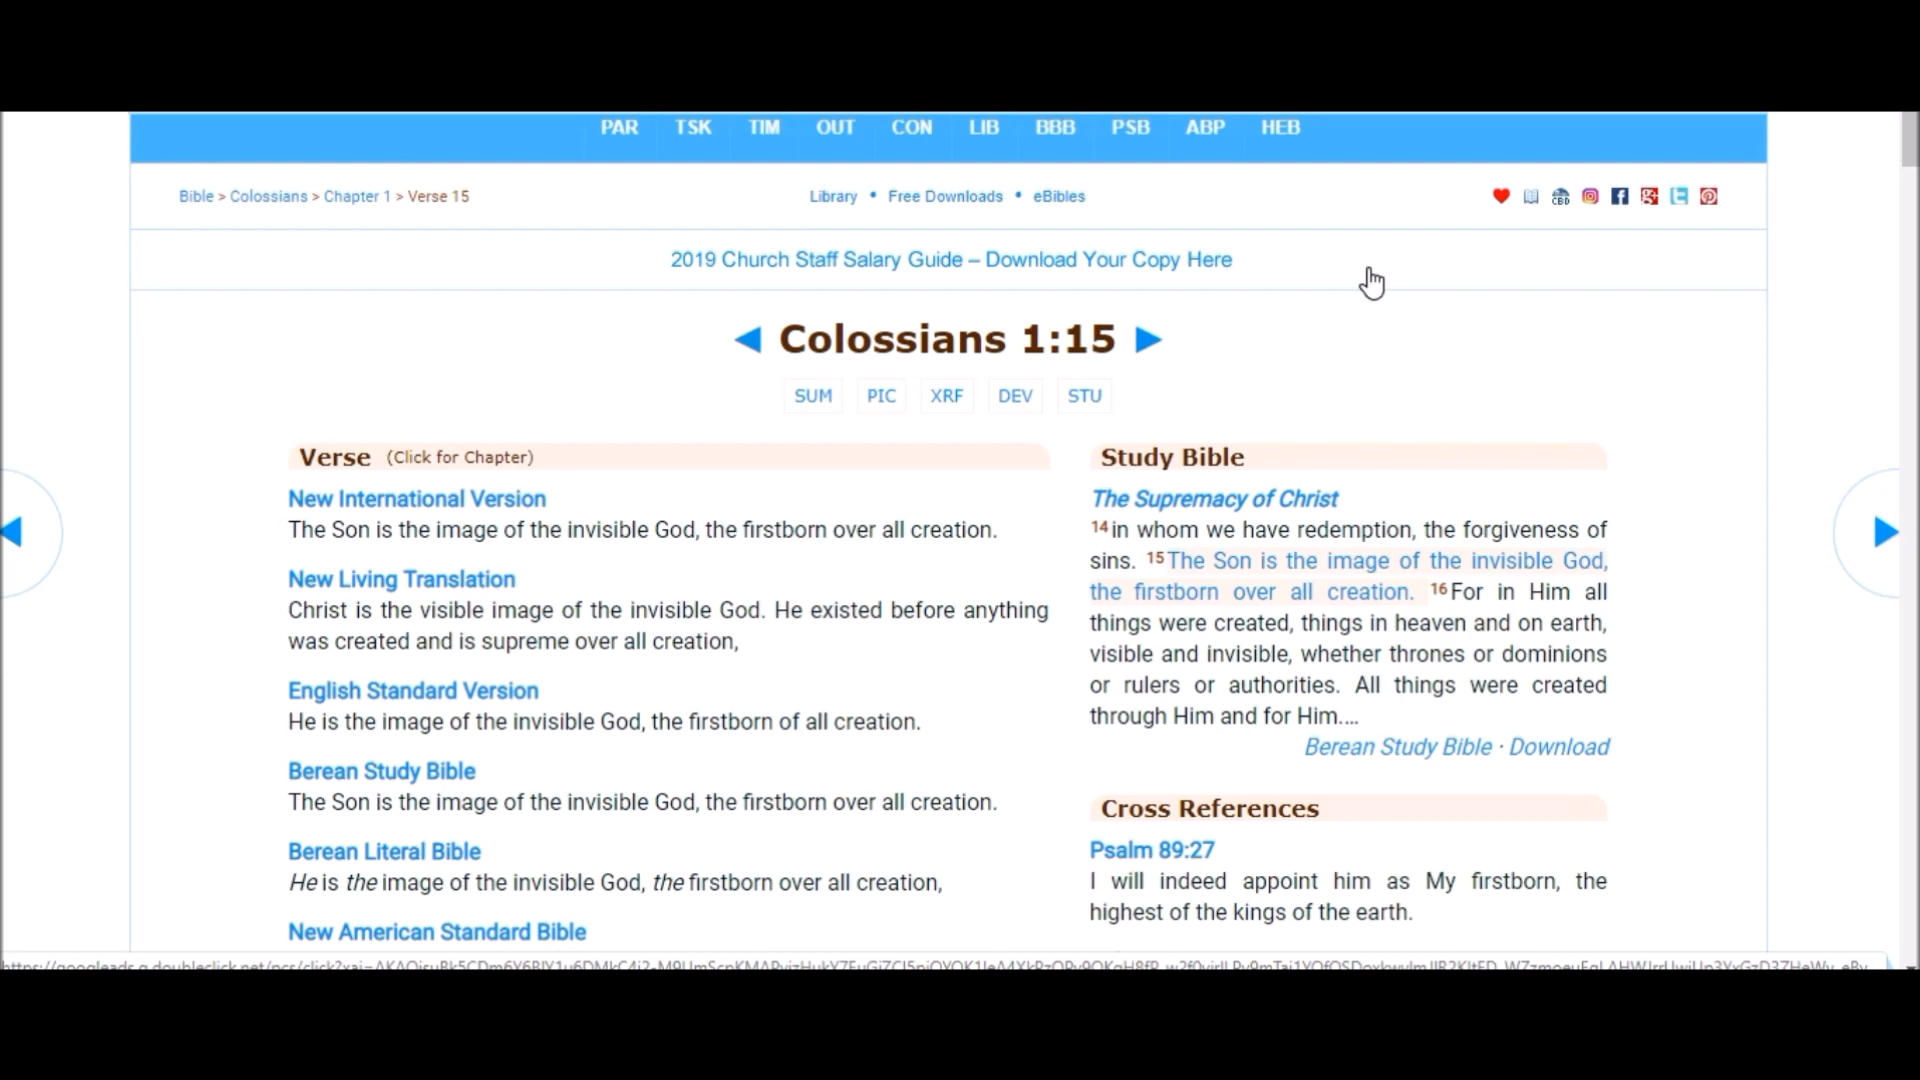 PAR TSK TIM OUT CON LIB BBB PSB ABP HEB
Bible > Colossians > Chapter 1 > Verse 15
Library • Free Downloads • eBibles
2019 Church Staff Salary Guide – Download Your Copy Here
Colossians 1:15
SUM PIC XRF DEV STU
Verse (Click for Chapter)
New International Version
The Son is the image of the invisible God, the firstborn over all creation.
New Living Translation
Christ is the visible image of the invisible God. He existed before anything
was created and is supreme over all creation,
English Standard Version
He is the image of the invisible God, the firstborn of all creation.
Berean Study Bible
The Son is the image of the invisible God, the firstborn over all creation.
Berean Literal Bible
He is the image of the invisible God, the firstborn over all creation,
New American Standard Bible
Study Bible
The Supremacy of Christ
14in whom we have redemption, the forgiveness of
sins. 15The Son is the image of the invisible God,
the firstborn over all creation. 16For in Him all
things were created, things in heaven and on earth,
visible and invisible, whether thrones or dominions
or rulers or authorities. All things were created
through Him and for Him.…
Berean Study Bible · Download
Cross References
Psalm 89:27
I will indeed appoint him as My firstborn, the
highest of the kings of the earth.